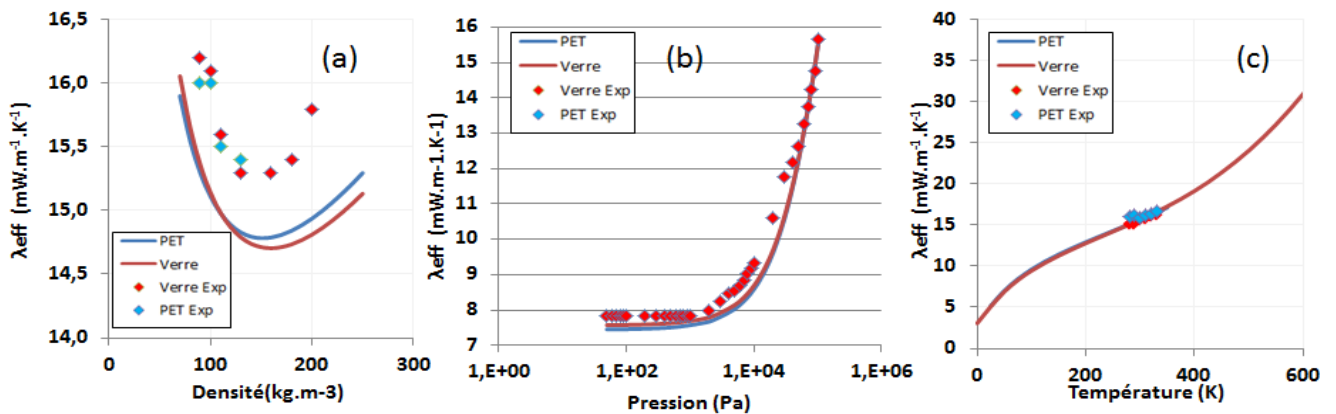 16,5
16,0
15,5
15,0
14,5
14,0
λeff (mW.m⁻¹.K⁻¹)
(a)
PET
Verre
Verre Exp
PET Exp
0
100
200
300
Densité(kg.m-3)
16
15
14
13
12
11
10
9
8
7
λeff (mW.m-1.K-1)
PET
Verre
Verre Exp
PET Exp
(b)
1,E+00
1,E+02
1,E+04
1,E+06
Pression (Pa)
40
35
30
25
20
15
10
5
0
λeff (mW.m⁻¹.K⁻¹)
PET
Verre
Verre Exp
PET Exp
(c)
0
200
400
600
Température (K)